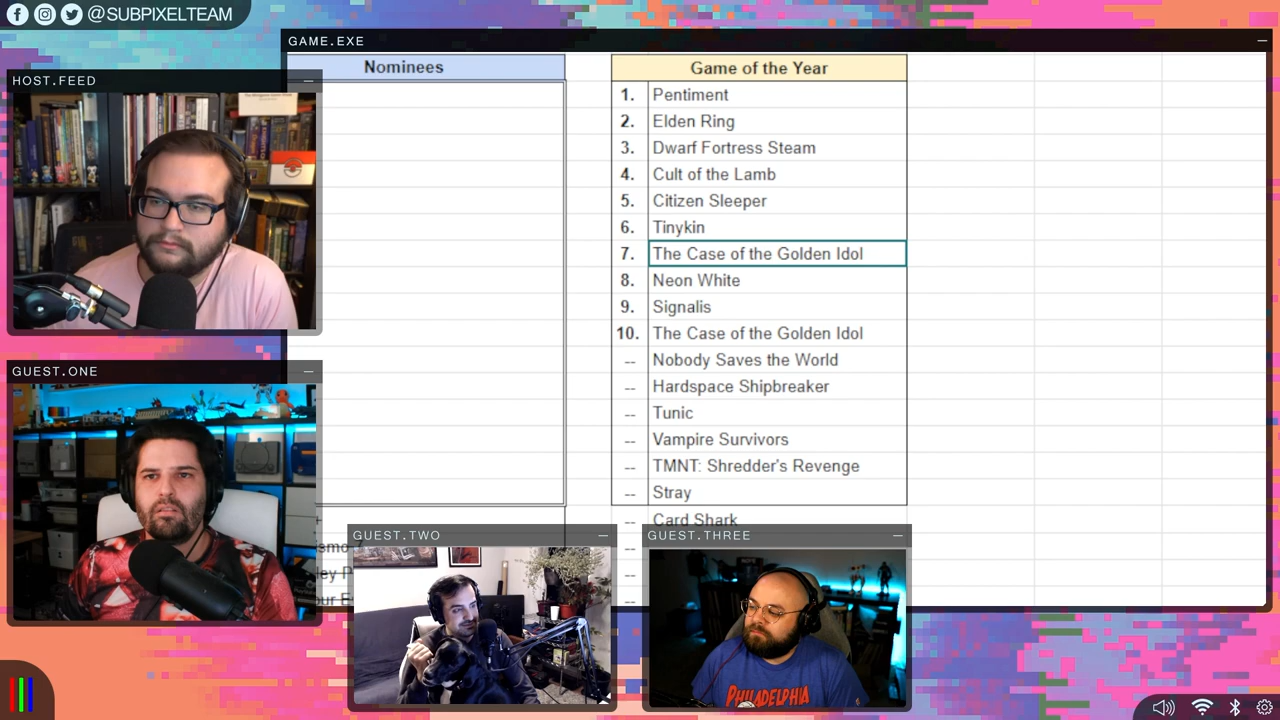 @SUBPIXELTEAM
GAME.EXE
HOST.FEED
Nominees
Game of the Year
1. Pentiment
2. Elden Ring
3. Dwarf Fortress Steam
4. Cult of the Lamb
5. Citizen Sleeper
6. Tinykin
7. The Case of the Golden Idol
8. Neon White
9. Signalis
10. The Case of the Golden Idol
-- Nobody Saves the World
-- Hardspace Shipbreaker
-- Tunic
-- Vampire Survivors
-- TMNT: Shredder's Revenge
-- Stray
-- Card Shark
--
--
--
GUEST.ONE
GUEST.TWO
GUEST.THREE
PHILADELPHIA